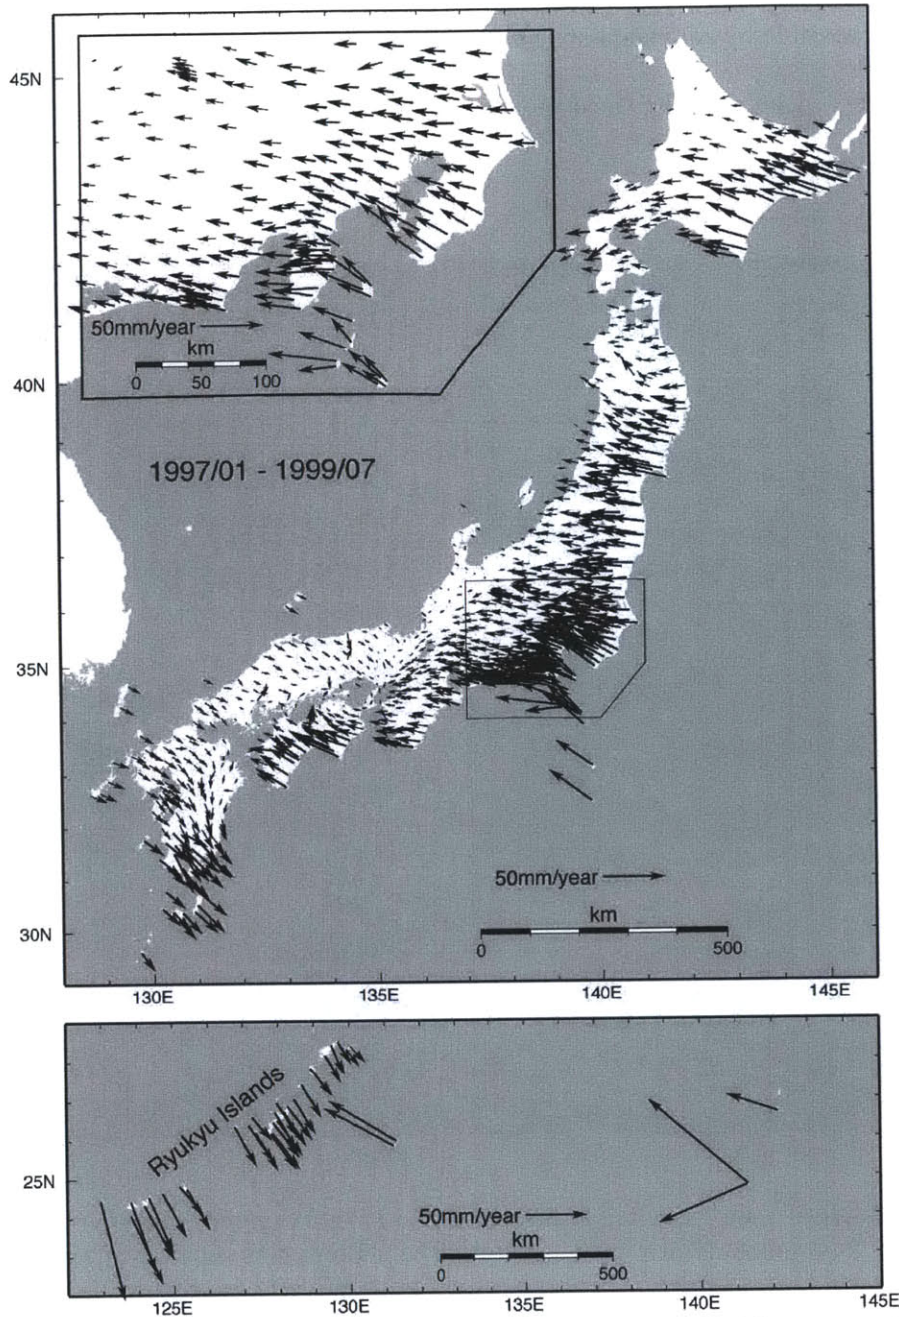 45N
50mm/year
km
0 50 100
40N
1997/01 - 1999/07
35N
50mm/year
km
30N
0 500
130E 135E 140E 145E
Ryukyu Islands
25N
50mm/year
km
0 500
125E 130E 135E 140E 145E